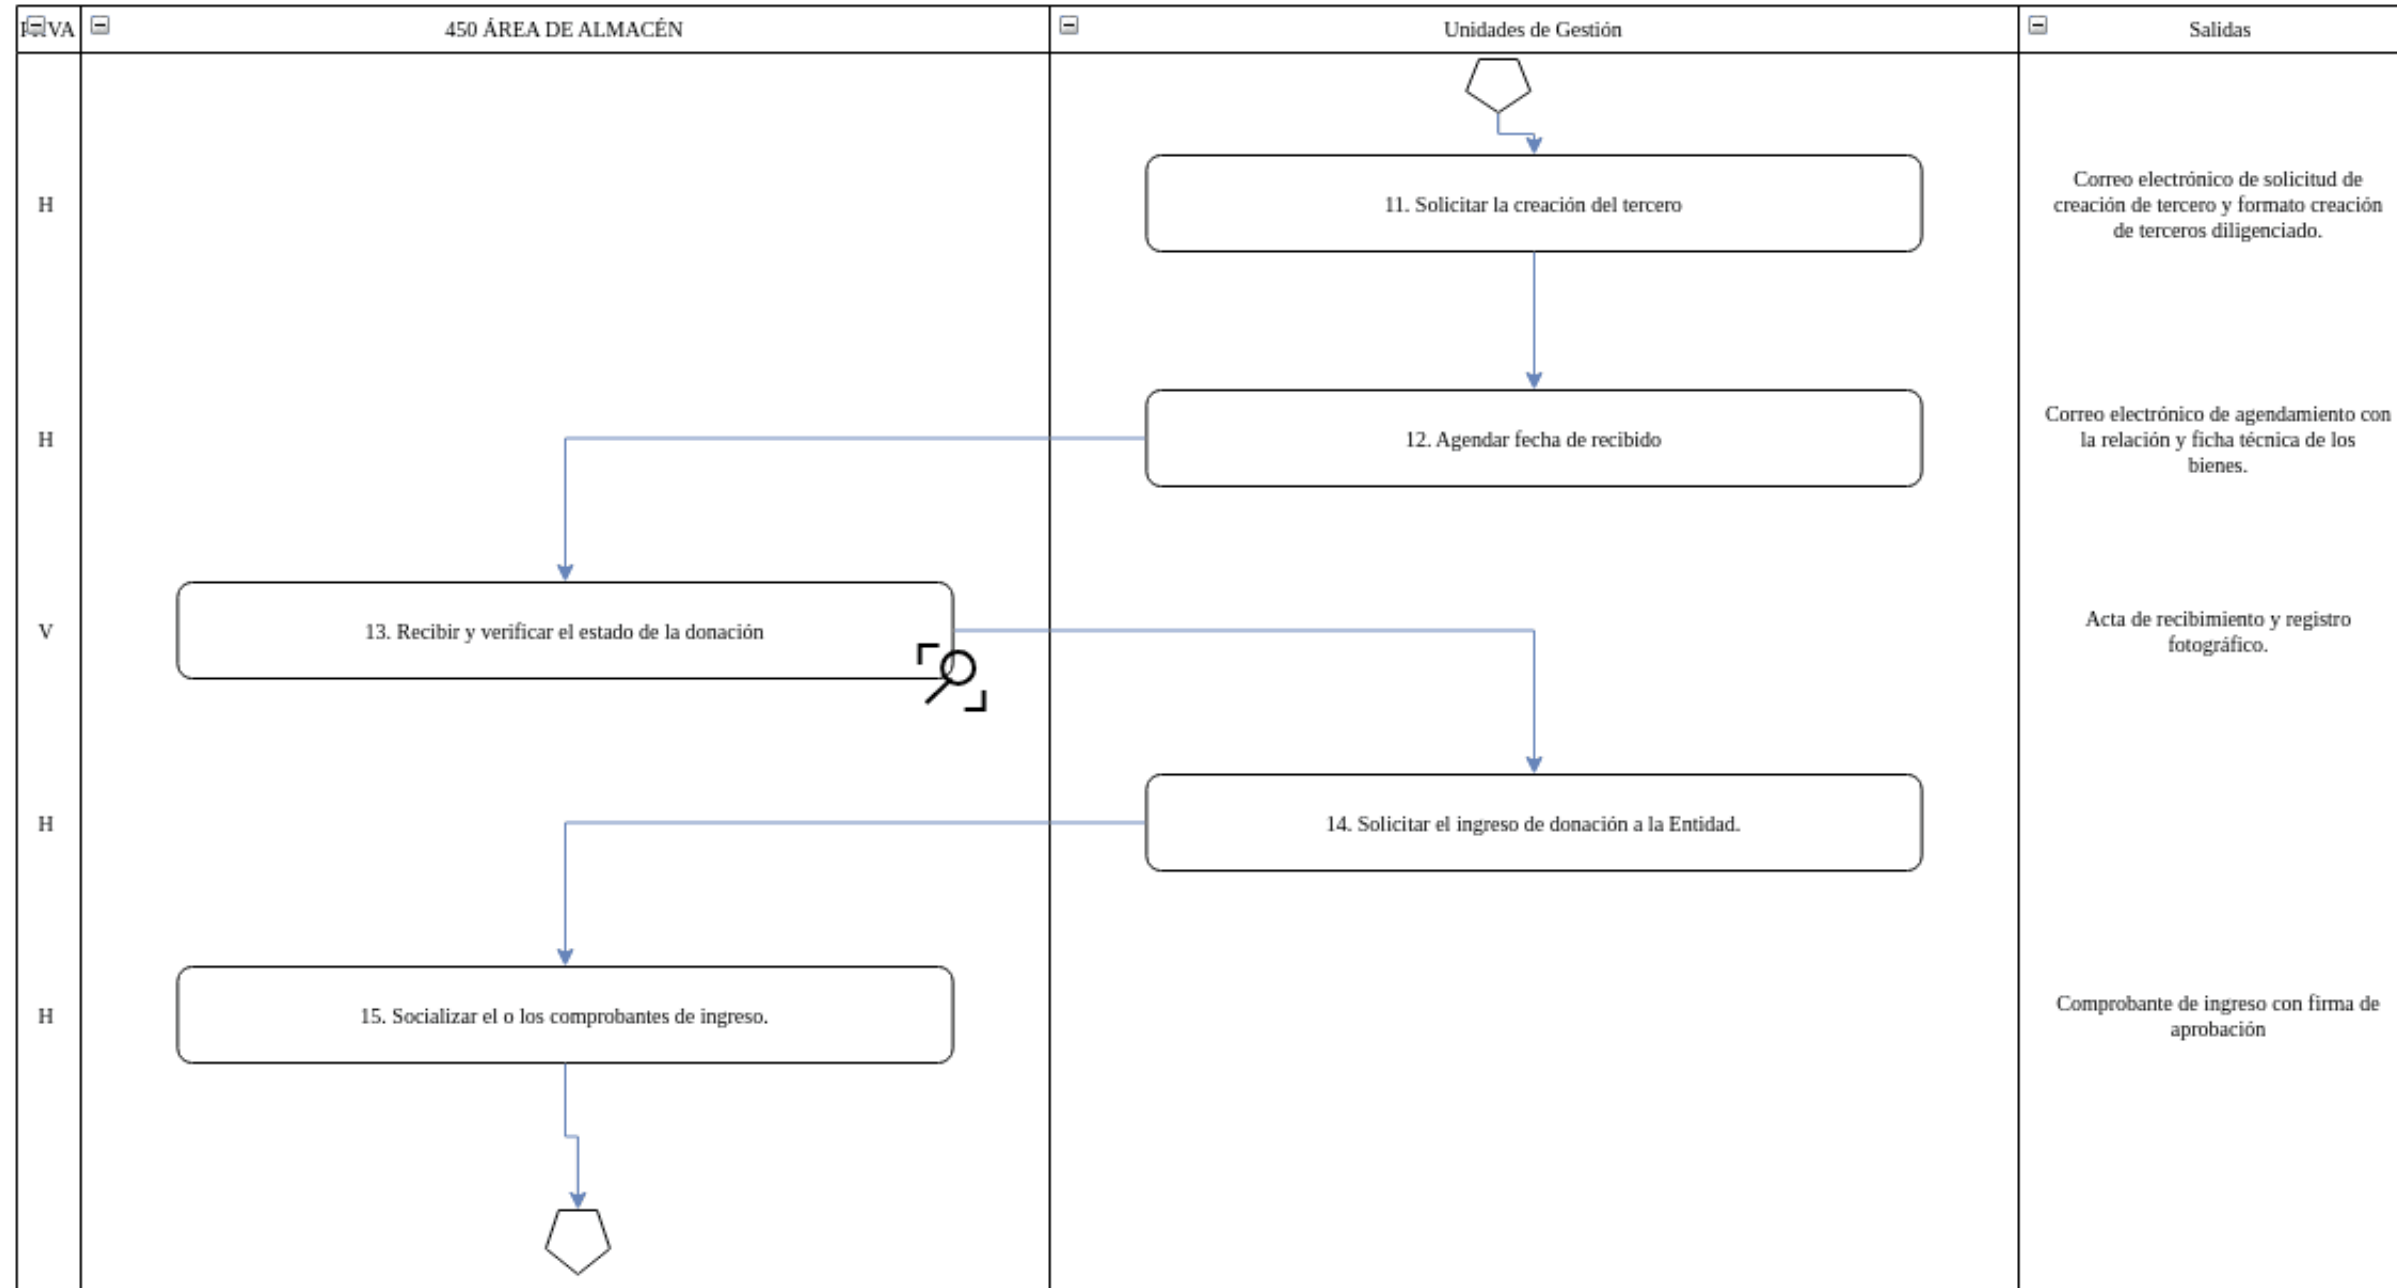 450 ÁREA DE ALMACÉN
Unidades de Gestión
Salidas
H
11. Solicitar la creación del tercero
Correo electrónico de solicitud de
creación de tercero y formato creación
de terceros diligenciado.
H
12. Agendar fecha de recibido
Correo electrónico de agendamiento con
la relación y ficha técnica de los
bienes.
V
13. Recibir y verificar el estado de la donación
Acta de recibimiento y registro
fotográfico.
H
14. Solicitar el ingreso de donación a la Entidad.
H
15. Socializar el o los comprobantes de ingreso.
Comprobante de ingreso con firma de
aprobación